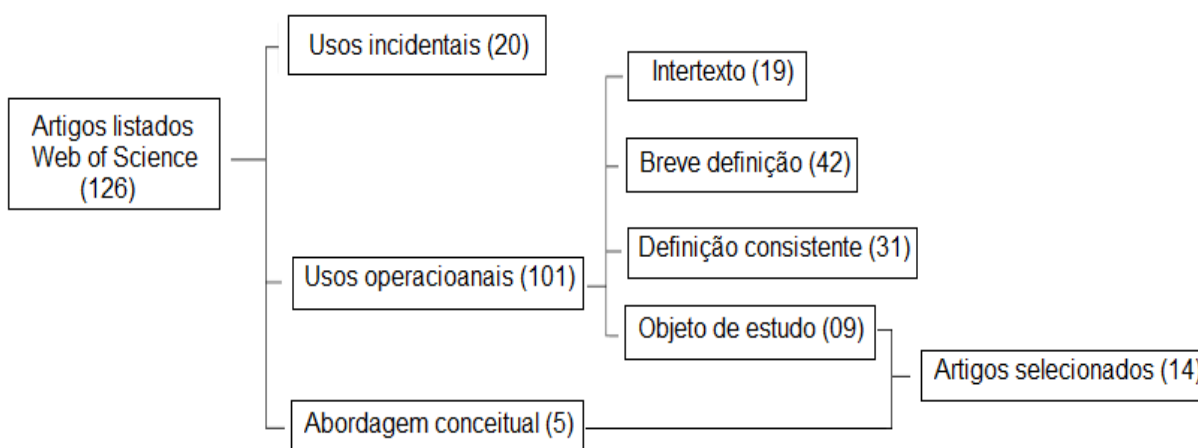 Artigos listados
Web of Science
(126)
Usos incidentais (20)
Usos operacioanais (101)
Abordagem conceitual (5)
Intertexto (19)
Breve definição (42)
Definição consistente (31)
Objeto de estudo (09)
Artigos selecionados (14)